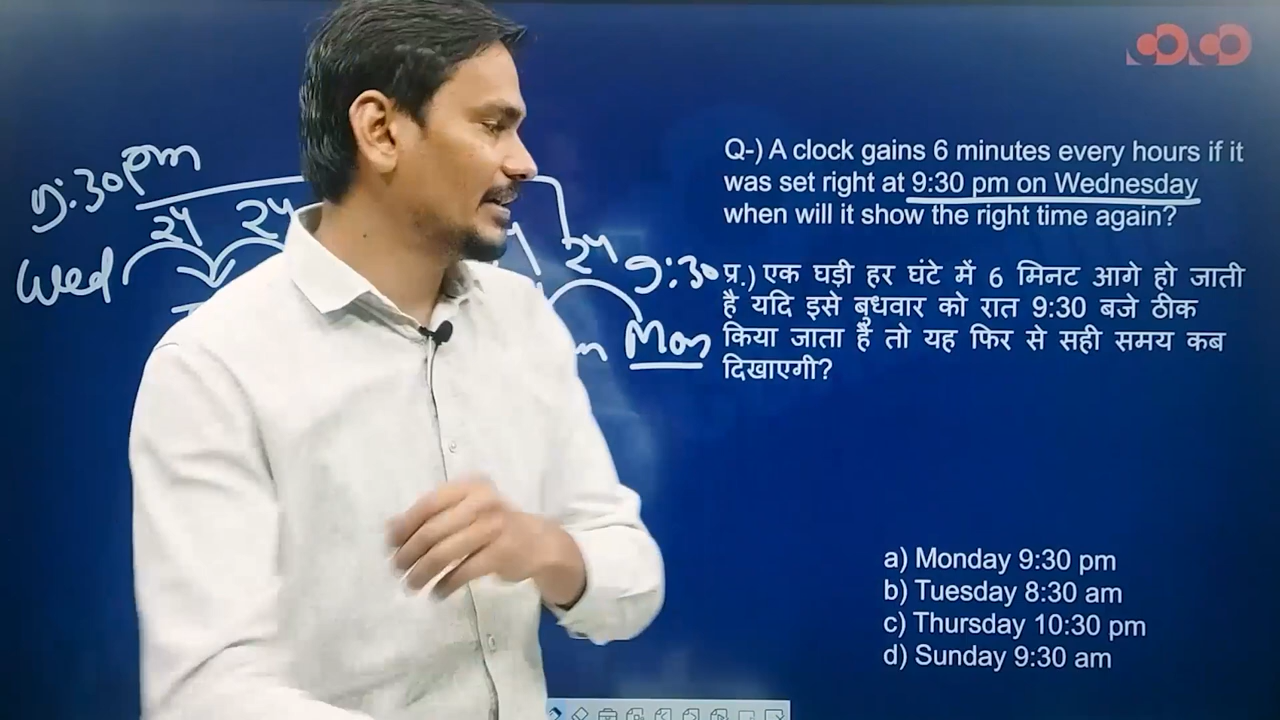 Q-) A clock gains 6 minutes every hours if it
was set right at 9:30 pm on Wednesday
when will it show the right time again?
प्र.) एक घड़ी हर घंटे में 6 मिनट आगे हो जाती
है यदि इसे बुधवार को रात 9:30 बजे ठीक
किया जाता है तो यह फिर से सही समय कब
दिखाएगी?
a) Monday 9:30 pm
b) Tuesday 8:30 am
c) Thursday 10:30 pm
d) Sunday 9:30 am
9:30 pm
24 24 24 9:30
Wed Mon